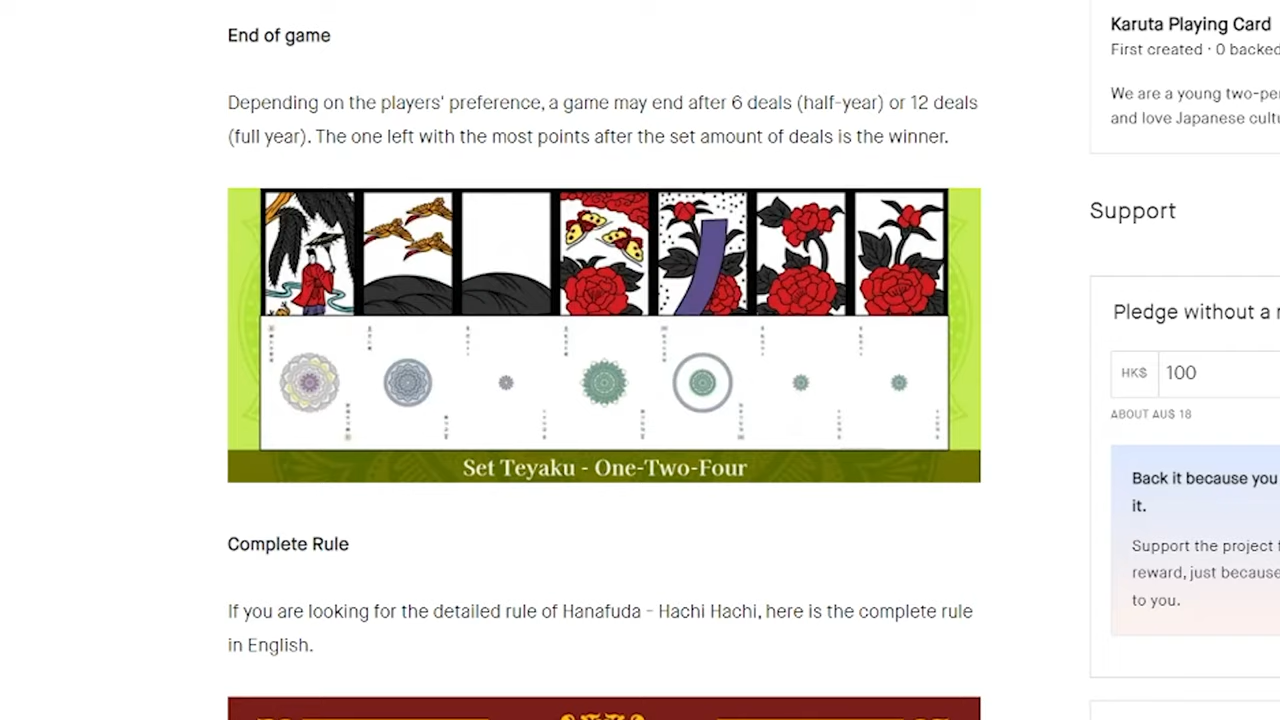 End of game
Depending on the players' preference, a game may end after 6 deals (half-year) or 12 deals
(full year). The one left with the most points after the set amount of deals is the winner.
Set Teyaku - One-Two-Four
Complete Rule
If you are looking for the detailed rule of Hanafuda - Hachi Hachi, here is the complete rule
in English.
Karuta Playing Card
First created · 0 backed
We are a young two-per
and love Japanese cultu
Support
Pledge without a
HK$ 100
ABOUT AU$ 18
Back it because you
it.
Support the project
reward, just because
to you.